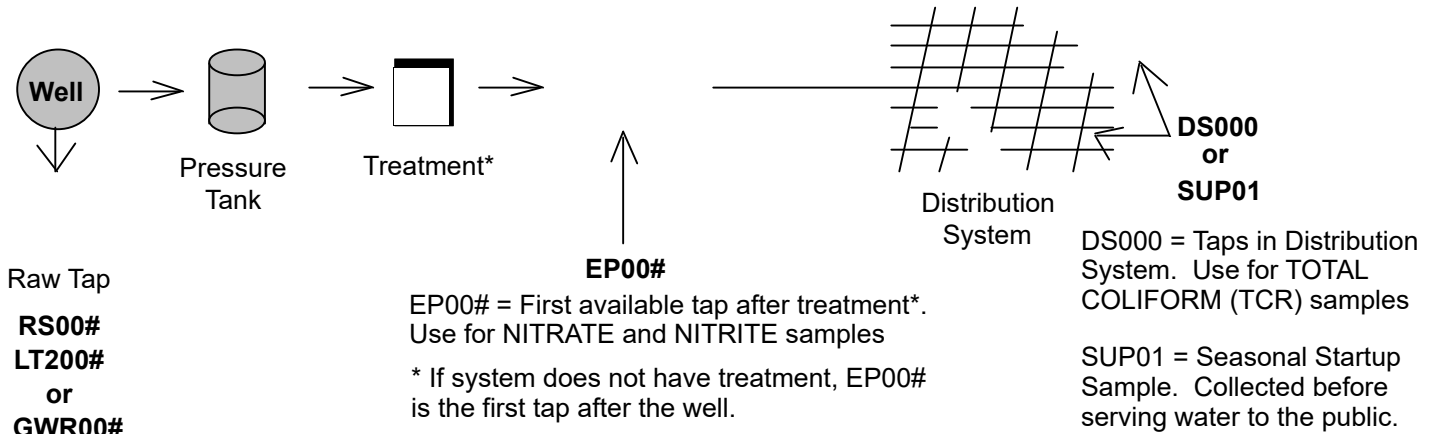 Well
Pressure
Tank
Treatment*
Distribution
System
DS000
or
SUP01
Raw Tap
RS00#
LT200#
or
GWR00#
EP00#
EP00# = First available tap after treatment*.
Use for NITRATE and NITRITE samples
* If system does not have treatment, EP00#
is the first tap after the well.
DS000 = Taps in Distribution
System. Use for TOTAL
COLIFORM (TCR) samples
SUP01 = Seasonal Startup
Sample. Collected before
serving water to the public.